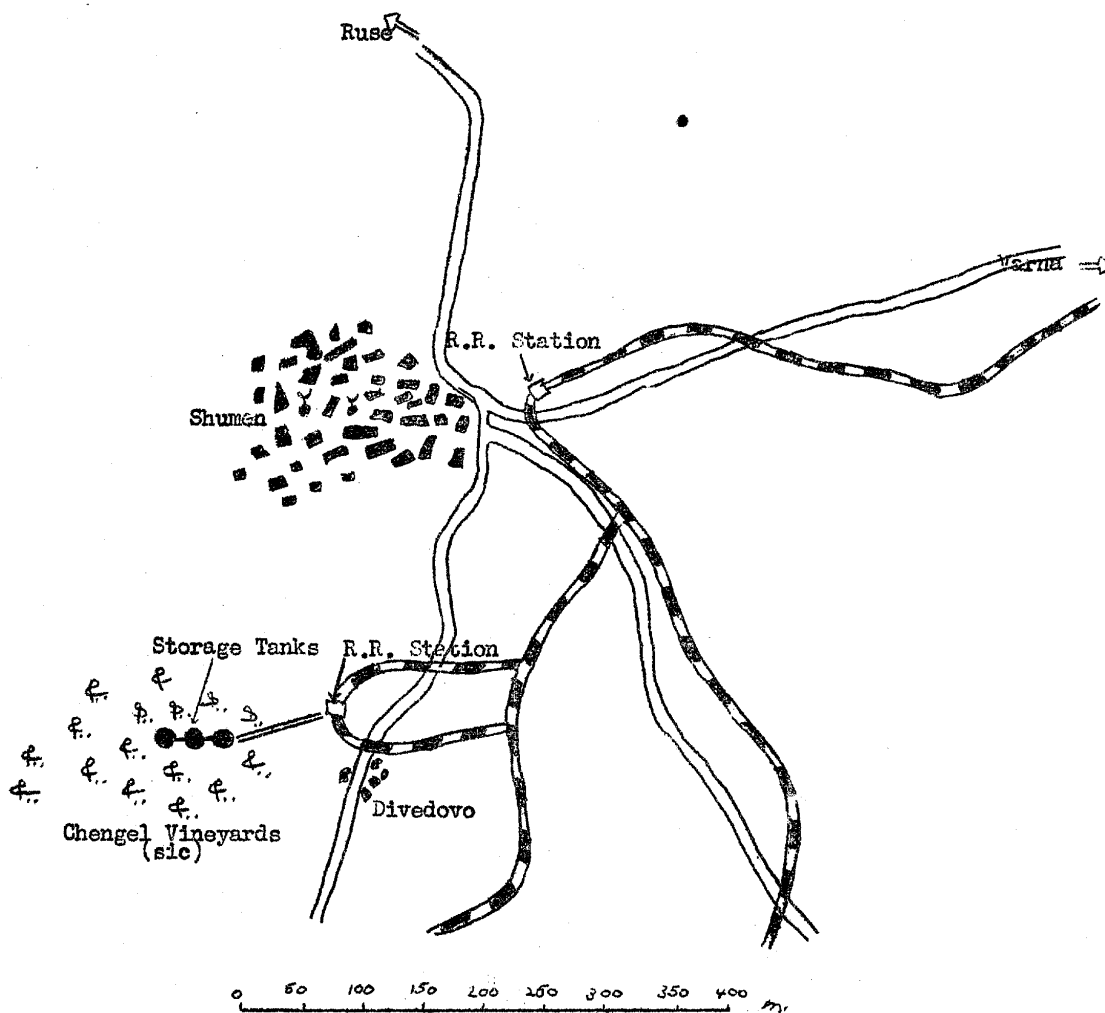 Ruse
Varna
R.R. Station
Shumen
Storage Tanks
R.R. Station
Divedovo
Chengel Vineyards
(sic)
0 50 100 150 200 250 300 350 400 m.